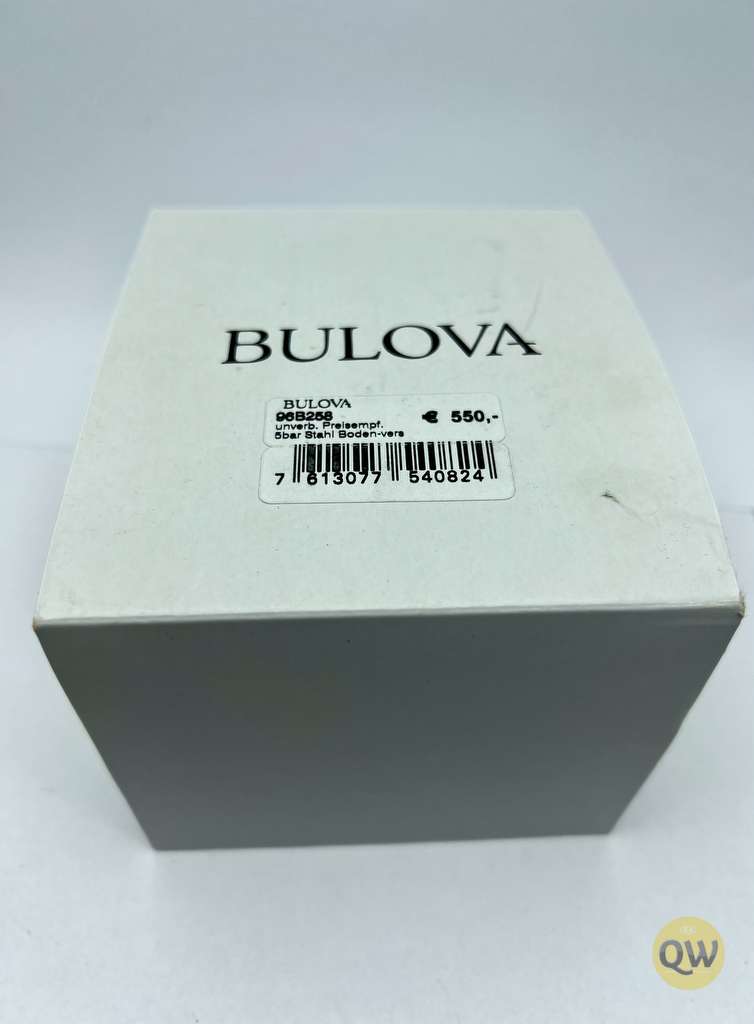 BULOVA
BULOVA
96B258 € 550,-
unverb. Preisempf.
5bar Stahl Boden-vers
7 613077 540824
QW